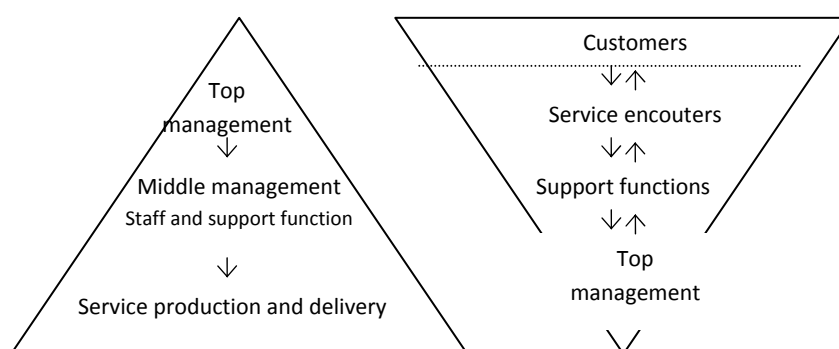 Top
management
Middle management
Staff and support function
Service production and delivery
Customers
Service encouters
Support functions
Top
management